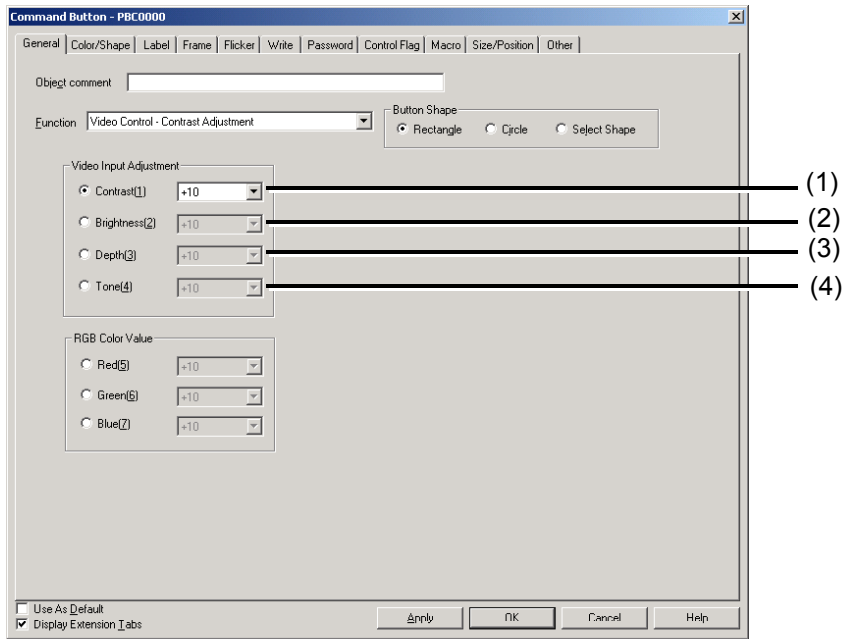 Command Button - PBC0000
General Color/Shape Label Frame Flicker Write Password Control Flag Macro Size/Position Other
Object comment
Function Video Control - Contrast Adjustment
Button Shape
Rectangle Circle Select Shape
Video Input Adjustment
Contrast(1) +10 (1)
Brightness(2) +10 (2)
Depth(3) +10 (3)
Tone(4) +10 (4)
RGB Color Value
Red(5) +10
Green(6) +10
Blue(7) +10
Use As Default
Display Extension Tabs
Apply OK Cancel Help